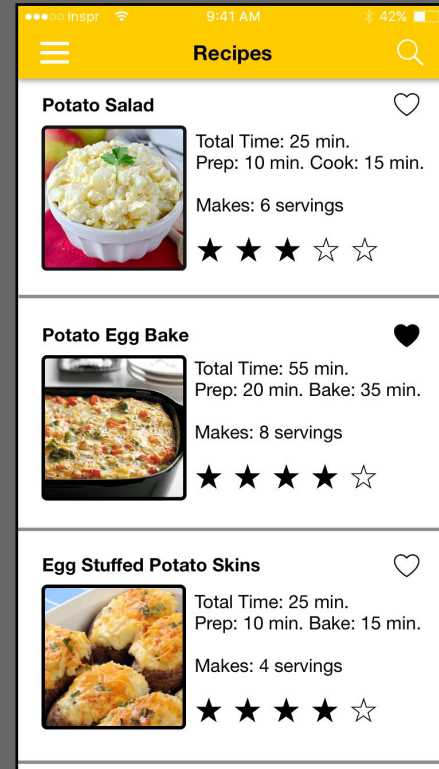 Inspr 9:41 AM 42%
Recipes
Potato Salad
Total Time: 25 min.
Prep: 10 min. Cook: 15 min.
Makes: 6 servings
Potato Egg Bake
Total Time: 55 min.
Prep: 20 min. Bake: 35 min.
Makes: 8 servings
Egg Stuffed Potato Skins
Total Time: 25 min.
Prep: 10 min. Bake: 15 min.
Makes: 4 servings